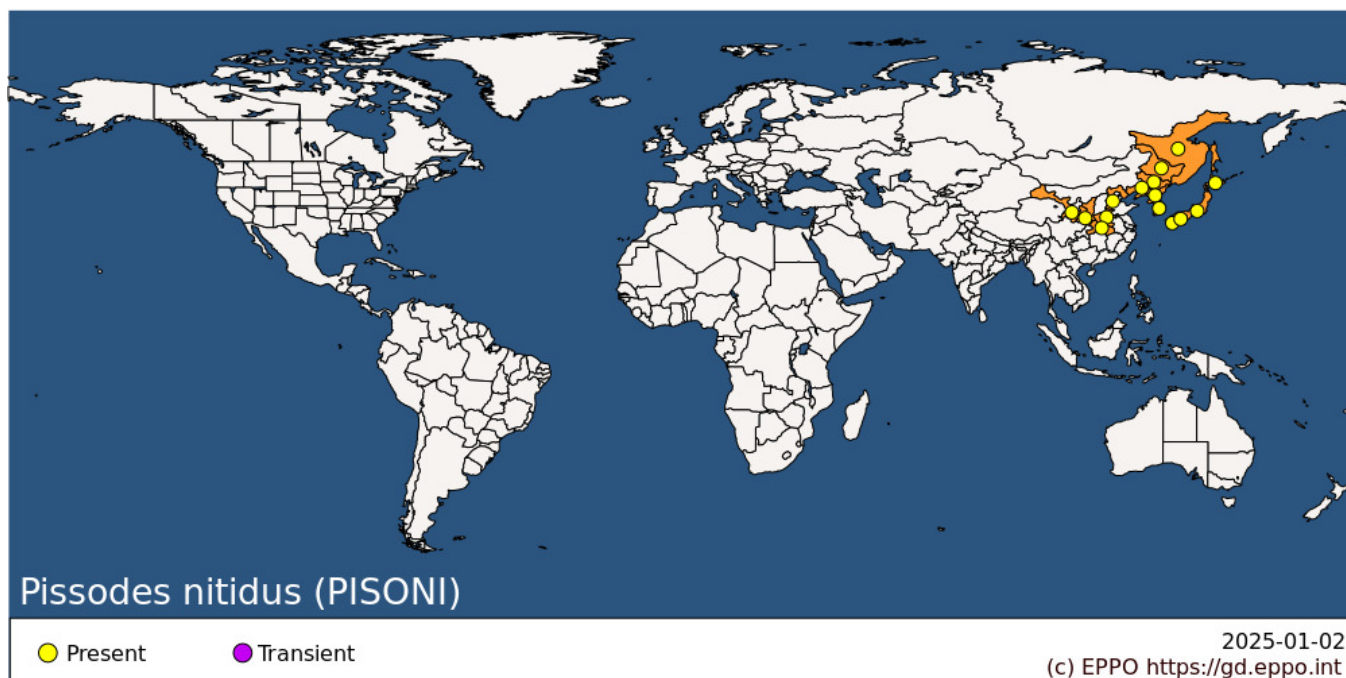 Pissodes nitidus (PISONI)
Present
Transient
2025-01-02
(c) EPPO https://gd.eppo.int